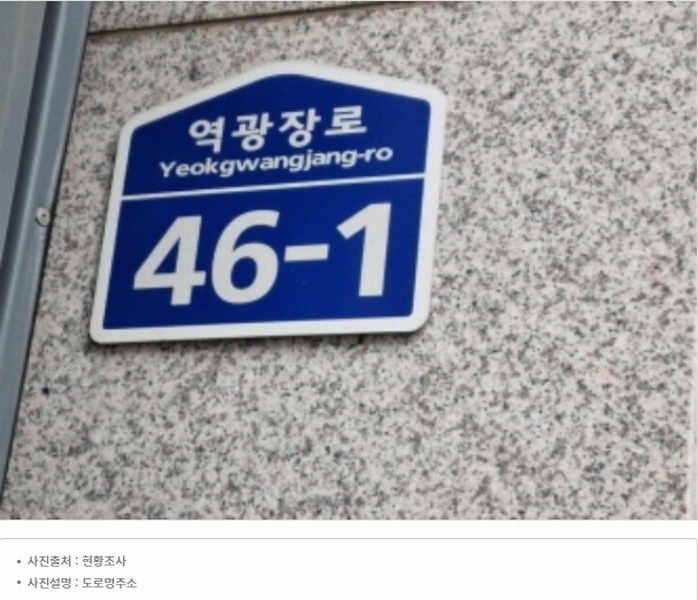 역광장로
Yeokgwangjang-ro
46-1
• 사진출처 : 현황조사
• 사진설명 : 도로명주소